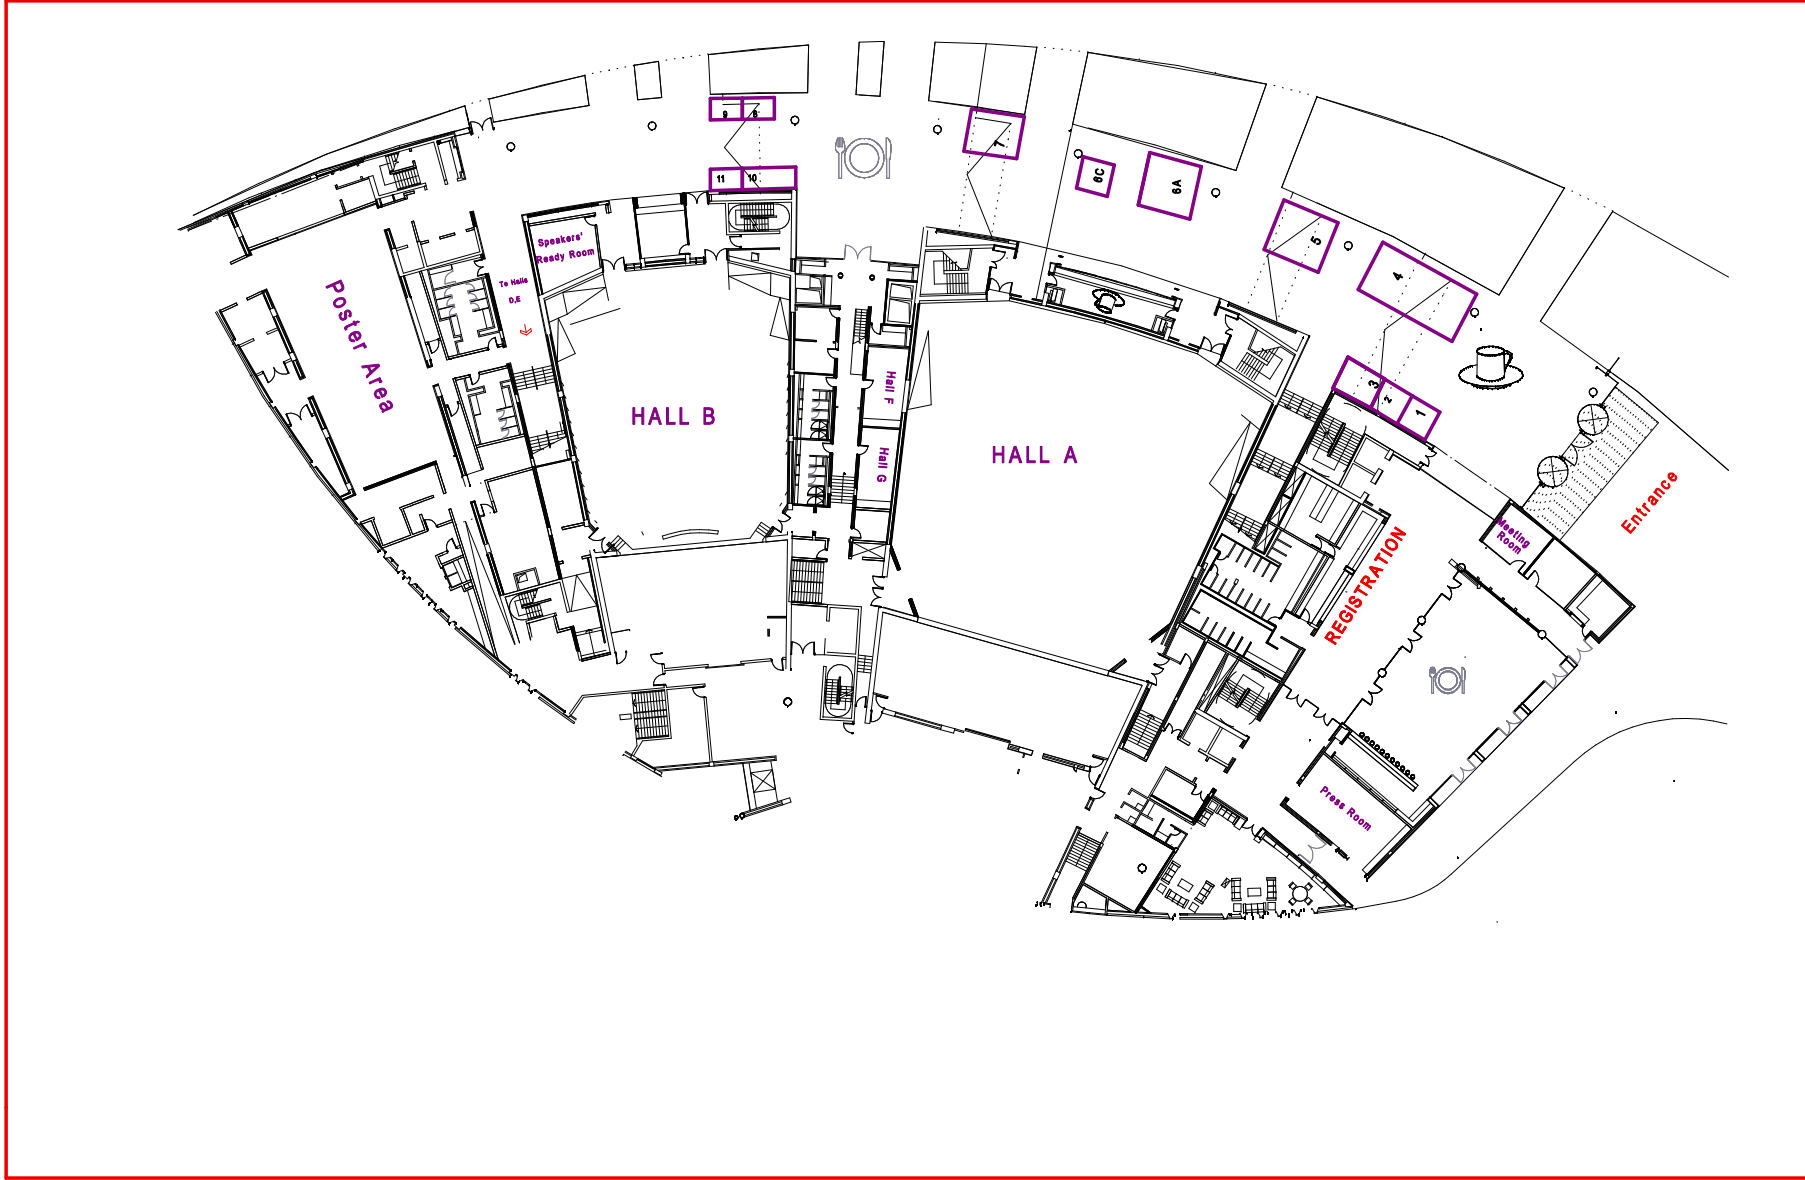 9
8
11
10
7
6C
6A
5
4
3
2
1
Speakers'
Ready Room
To Halls
D,E
Poster Area
HALL B
Hall F
Hall G
HALL A
Entrance
Meeting
Room
REGISTRATION
Press Room